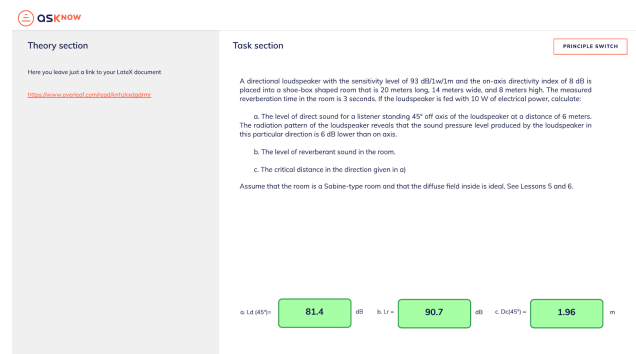 asKNOW
Theory section
Task section
PRINCIPLE SWITCH
Here you leave just a link to your LateX document
https://www.overleaf.com/read/knhzkxdgdrmr
A directional loudspeaker with the sensitivity level of 93 dB/1w/1m and the on-axis directivity index of 8 dB is
placed into a shoe-box shaped room that is 20 meters long, 14 meters wide, and 8 meters high. The measured
reverberation time in the room is 3 seconds. If the loudspeaker is fed with 10 W of electrical power, calculate:
a. The level of direct sound for a listener standing 45° off axis of the loudspeaker at a distance of 6 meters.
The radiation pattern of the loudspeaker reveals that the sound pressure level produced by the loudspeaker in
this particular direction is 6 dB lower than on axis.
b. The level of reverberant sound in the room.
c. The critical distance in the direction given in a)
Assume that the room is a Sabine-type room and that the diffuse field inside is ideal. See Lessons 5 and 6.
a. Ld (45°)= 81.4 dB b. Lr = 90.7 dB c. Dc(45°) = 1.96 m